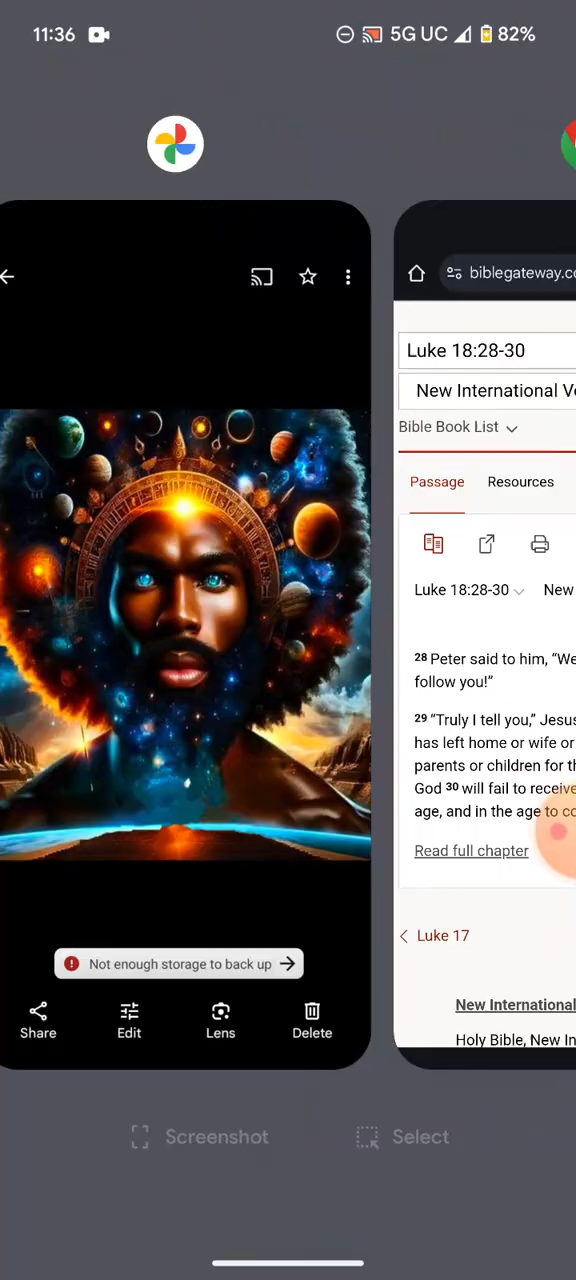 11:36 5G UC 82%
biblegateway.co
Luke 18:28-30
New International Ve
Bible Book List
Passage Resources
Luke 18:28-30 New
28 Peter said to him, “We
follow you!”
29 “Truly I tell you,” Jesus
has left home or wife or
parents or children for th
God 30 will fail to receive
age, and in the age to co
Read full chapter
Luke 17
New International
Holy Bible, New In
Not enough storage to back up
Share Edit Lens Delete
Screenshot Select